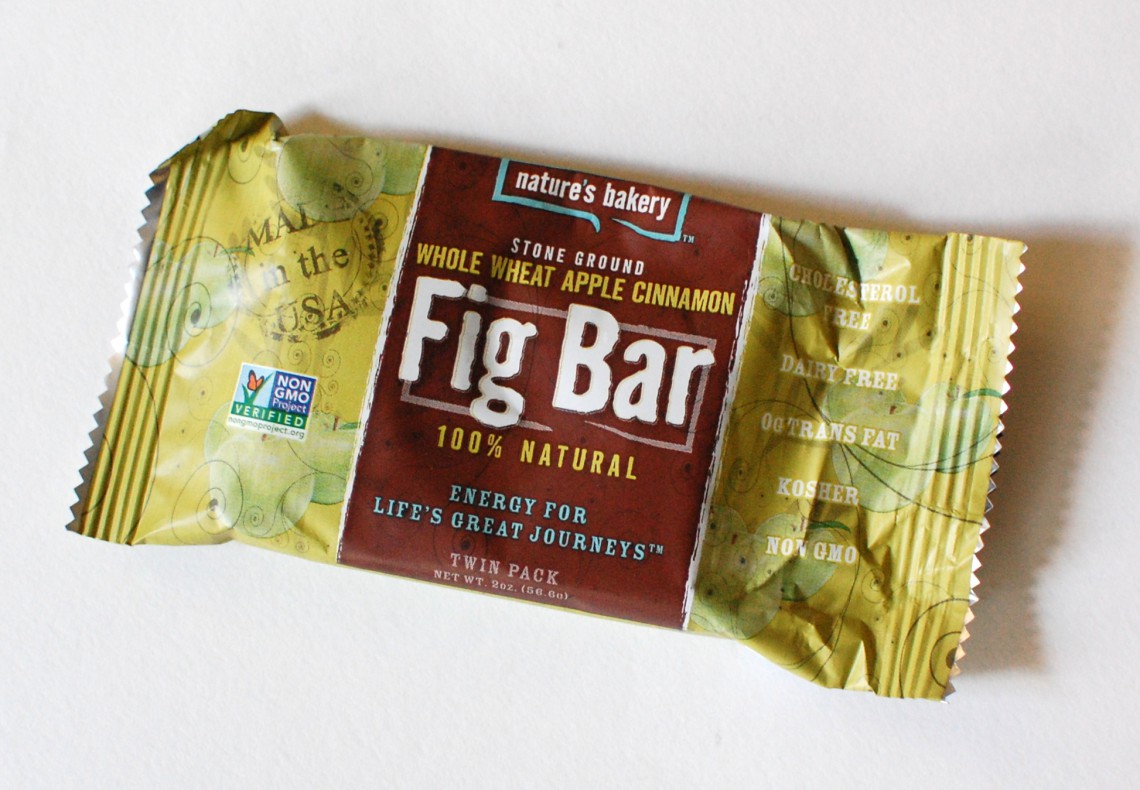 MADE
in the
USA
NON
GMO
Project
VERIFIED
nongmoproject.org
nature's bakery™
STONE GROUND
WHOLE WHEAT APPLE CINNAMON
Fig Bar
100% NATURAL
ENERGY FOR
LIFE'S GREAT JOURNEYS™
TWIN PACK
NET WT. 2oz. (56.6g)
CHOLESTEROL
FREE
DAIRY FREE
0g TRANS FAT
KOSHER
NON GMO